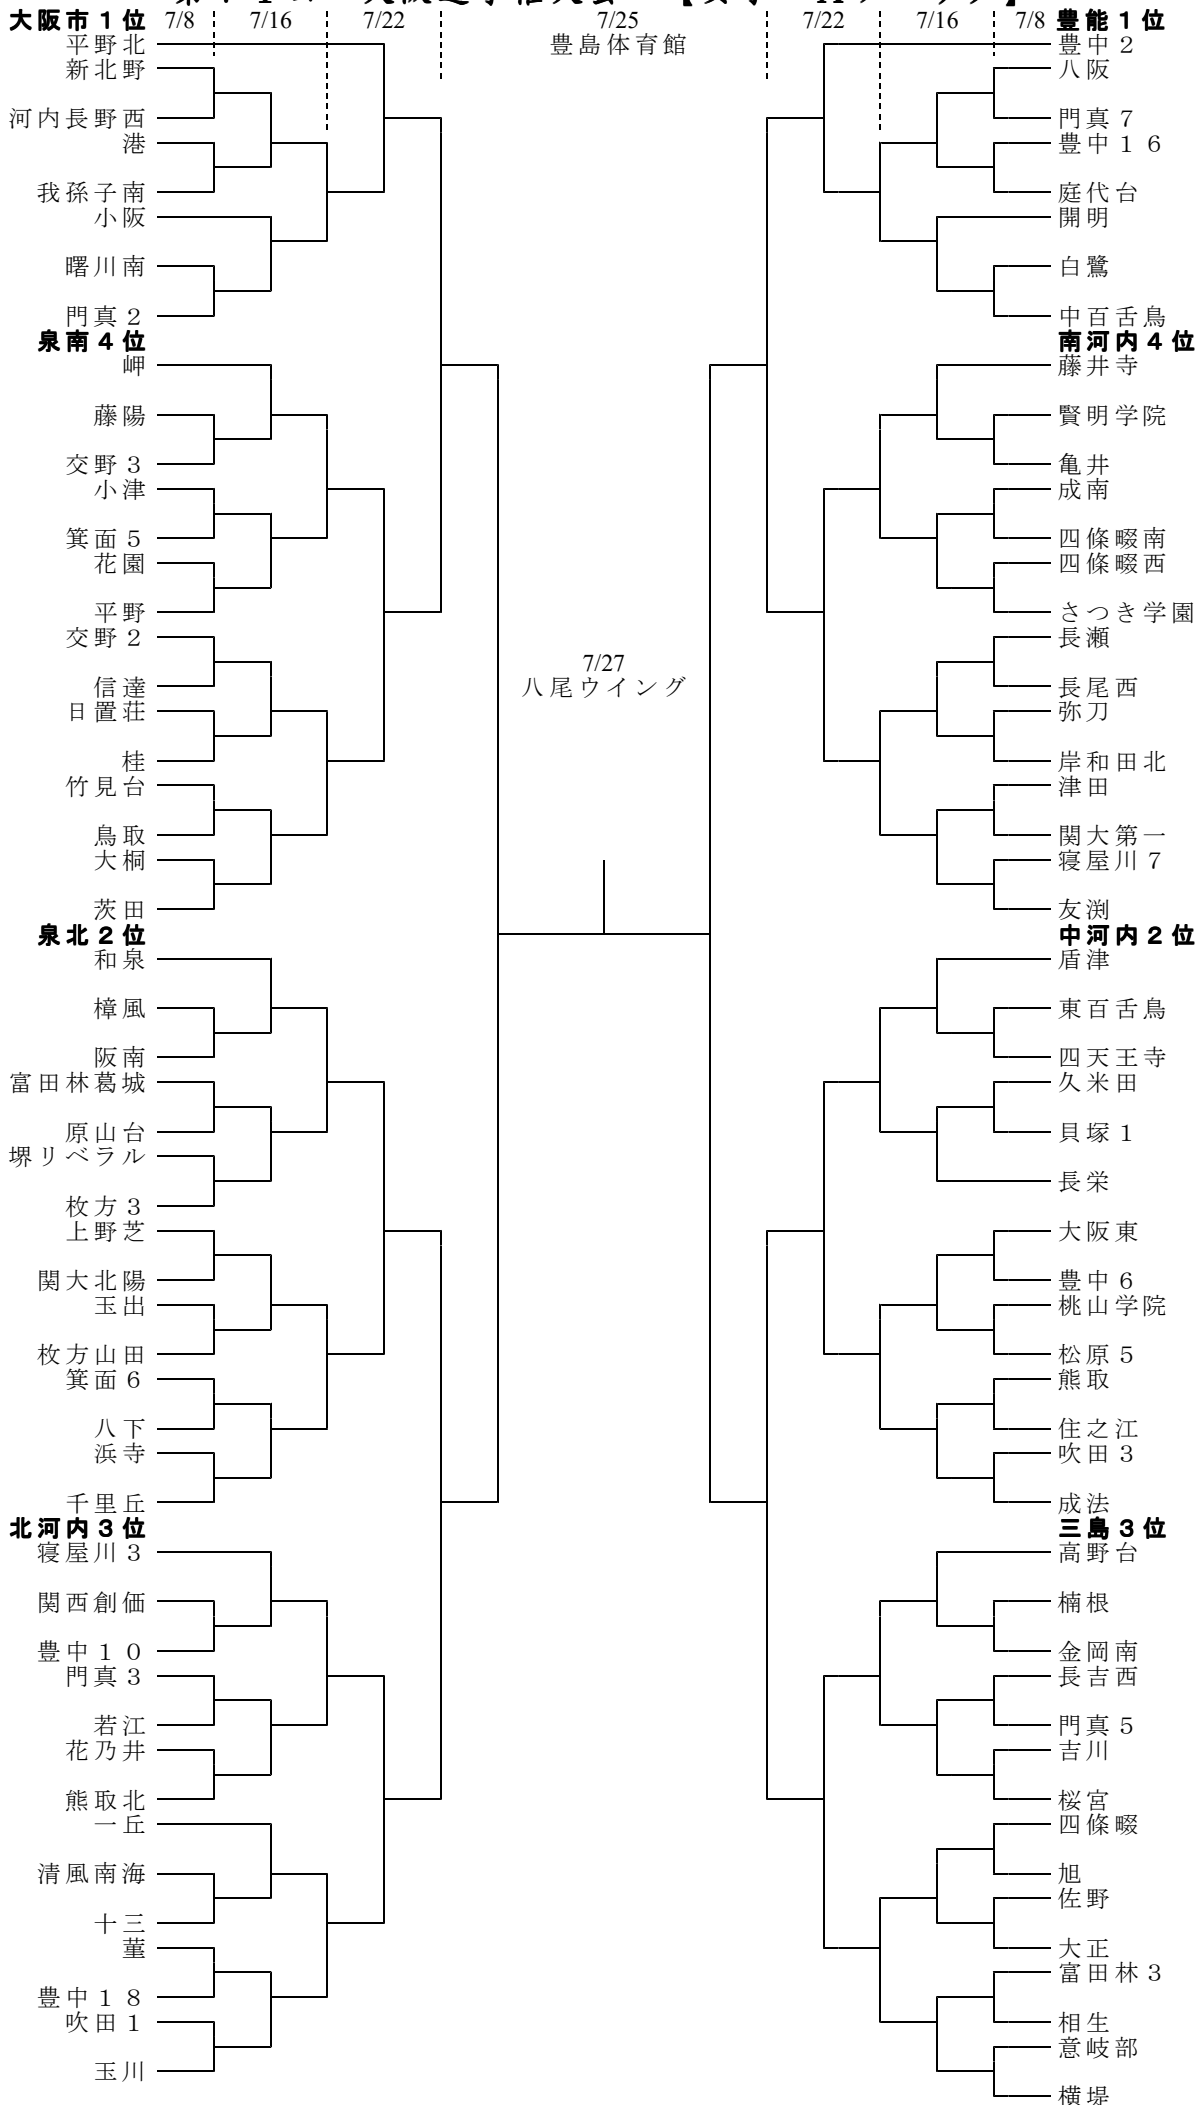 大阪市１位
7/8
7/16
7/22
平野北
新北野
河内長野西
港
我孫子南
小阪
曙川南
門真２
泉南４位
岬
藤陽
交野３
小津
箕面５
花園
平野
交野２
信達
日置荘
桂
竹見台
鳥取
大桐
茨田
泉北２位
和泉
樟風
阪南
富田林葛城
原山台
堺リベラル
枚方３
上野芝
関大北陽
玉出
枚方山田
箕面６
八下
浜寺
千里丘
北河内３位
寝屋川３
関西創価
豊中１０
門真３
若江
花乃井
熊取北
一丘
清風南海
十三
菫
豊中１８
吹田１
玉川
7/25
豊島体育館
7/27
八尾ウイング
7/22
7/16
7/8
豊能１位
豊中２
八阪
門真７
豊中１６
庭代台
開明
白鷺
中百舌鳥
南河内４位
藤井寺
賢明学院
亀井
成南
四條畷南
四條畷西
さつき学園
長瀬
長尾西
弥刀
岸和田北
津田
関大第一
寝屋川７
友渕
中河内２位
盾津
東百舌鳥
四天王寺
久米田
貝塚１
長栄
大阪東
豊中６
桃山学院
松原５
熊取
住之江
吹田３
成法
三島３位
高野台
楠根
金岡南
長吉西
門真５
吉川
桜宮
四條畷
旭
佐野
大正
富田林３
相生
意岐部
横堤